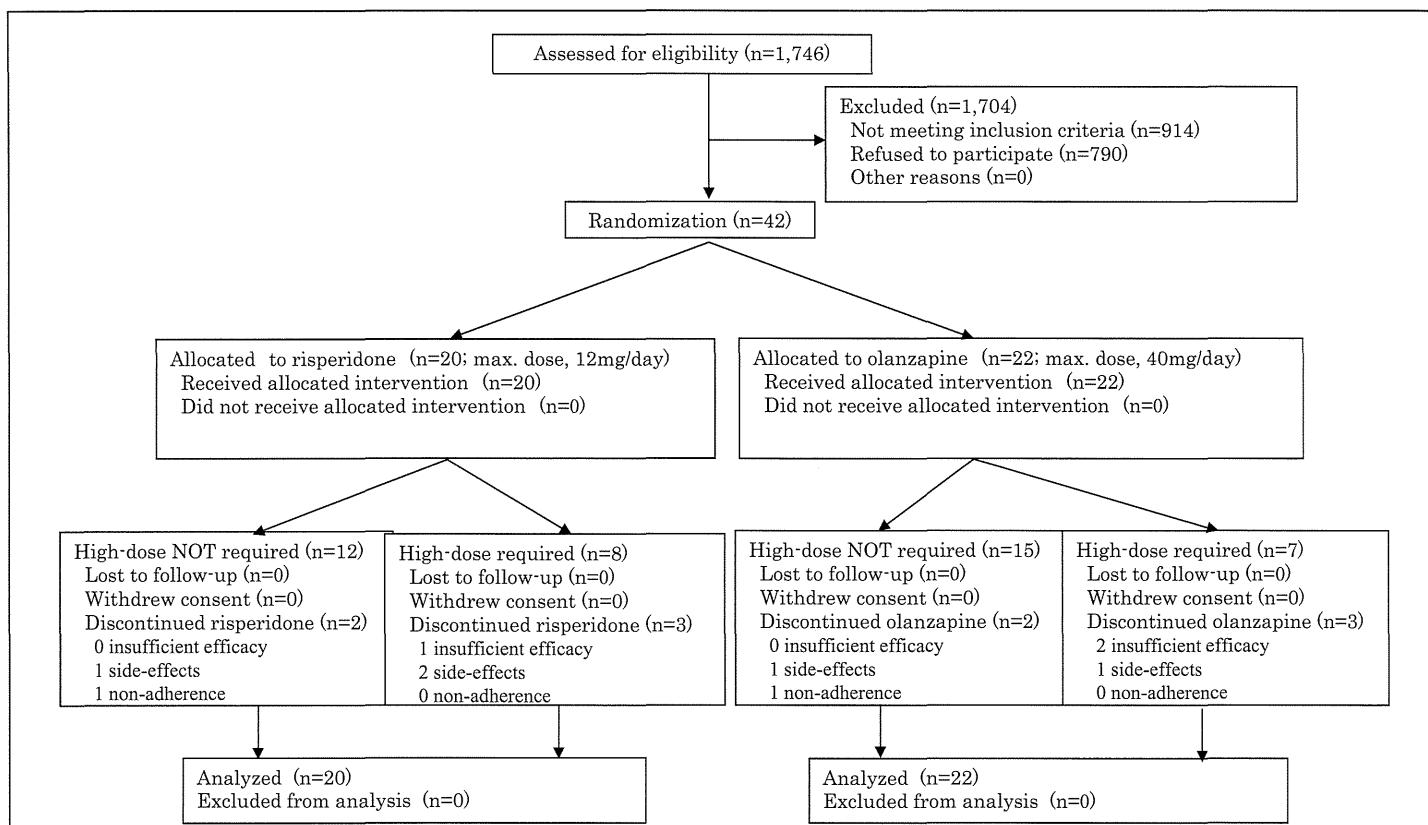 Assessed for eligibility (n=1,746)
Excluded (n=1,704)
Not meeting inclusion criteria (n=914)
Refused to participate (n=790)
Other reasons (n=0)
Randomization (n=42)
Allocated to risperidone (n=20; max. dose, 12mg/day)
Received allocated intervention (n=20)
Did not receive allocated intervention (n=0)
Allocated to olanzapine (n=22; max. dose, 40mg/day)
Received allocated intervention (n=22)
Did not receive allocated intervention (n=0)
High-dose NOT required (n=12)
Lost to follow-up (n=0)
Withdrew consent (n=0)
Discontinued risperidone (n=2)
0 insufficient efficacy
1 side-effects
1 non-adherence
High-dose required (n=8)
Lost to follow-up (n=0)
Withdrew consent (n=0)
Discontinued risperidone (n=3)
1 insufficient efficacy
2 side-effects
0 non-adherence
High-dose NOT required (n=15)
Lost to follow-up (n=0)
Withdrew consent (n=0)
Discontinued olanzapine (n=2)
0 insufficient efficacy
1 side-effects
1 non-adherence
High-dose required (n=7)
Lost to follow-up (n=0)
Withdrew consent (n=0)
Discontinued olanzapine (n=3)
2 insufficient efficacy
1 side-effects
0 non-adherence
Analyzed (n=20)
Excluded from analysis (n=0)
Analyzed (n=22)
Excluded from analysis (n=0)